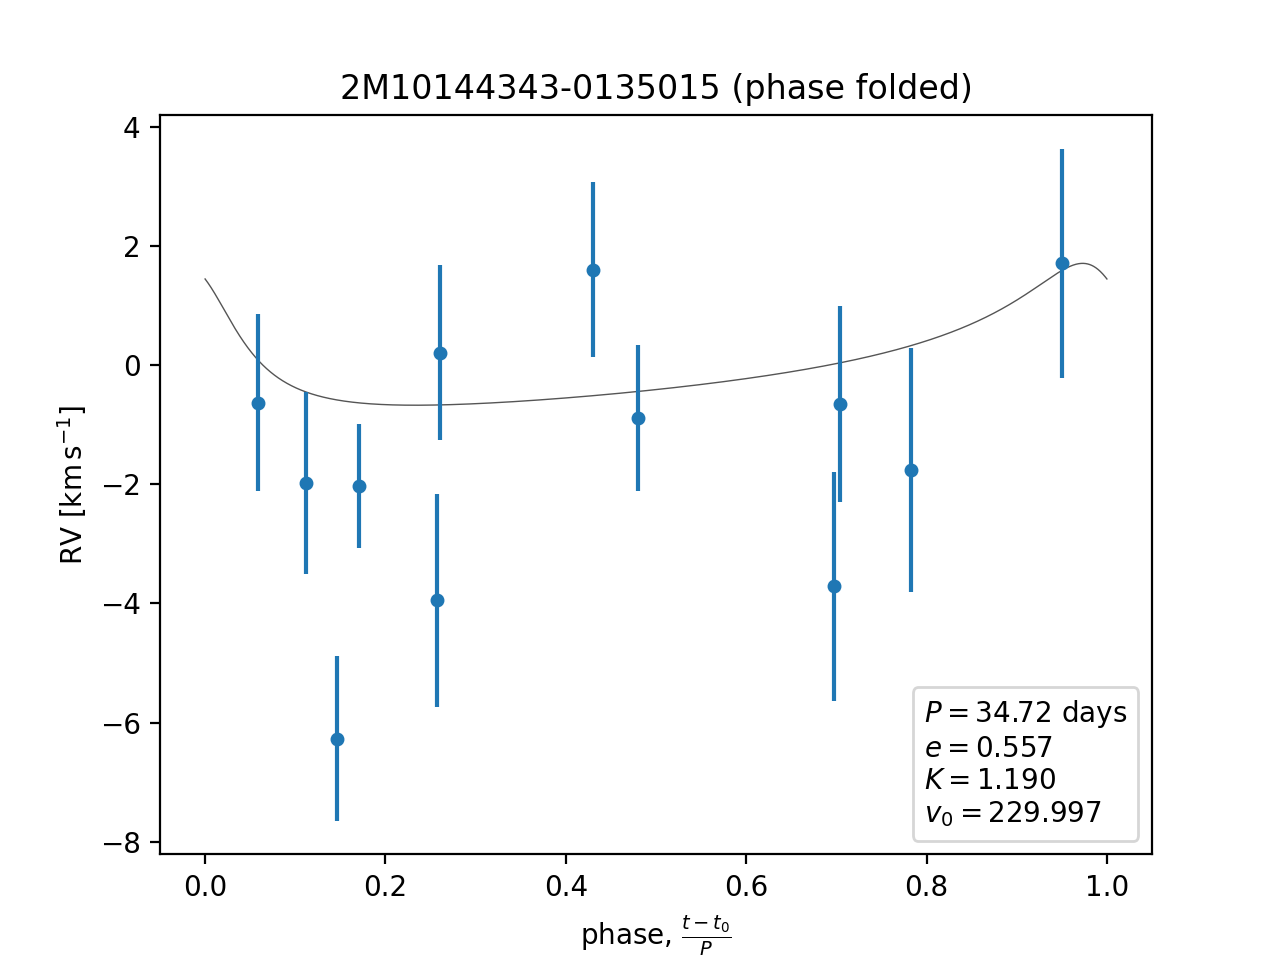 2M10144343-0135015 (phase folded)
4
2
0
−2
−4
−6
−8
RV [km s⁻¹]
P = 34.72 days
e = 0.557
K = 1.190
v₀ = 229.997
0.0 0.2 0.4 0.6 0.8 1.0
phase, (t − t₀)/P